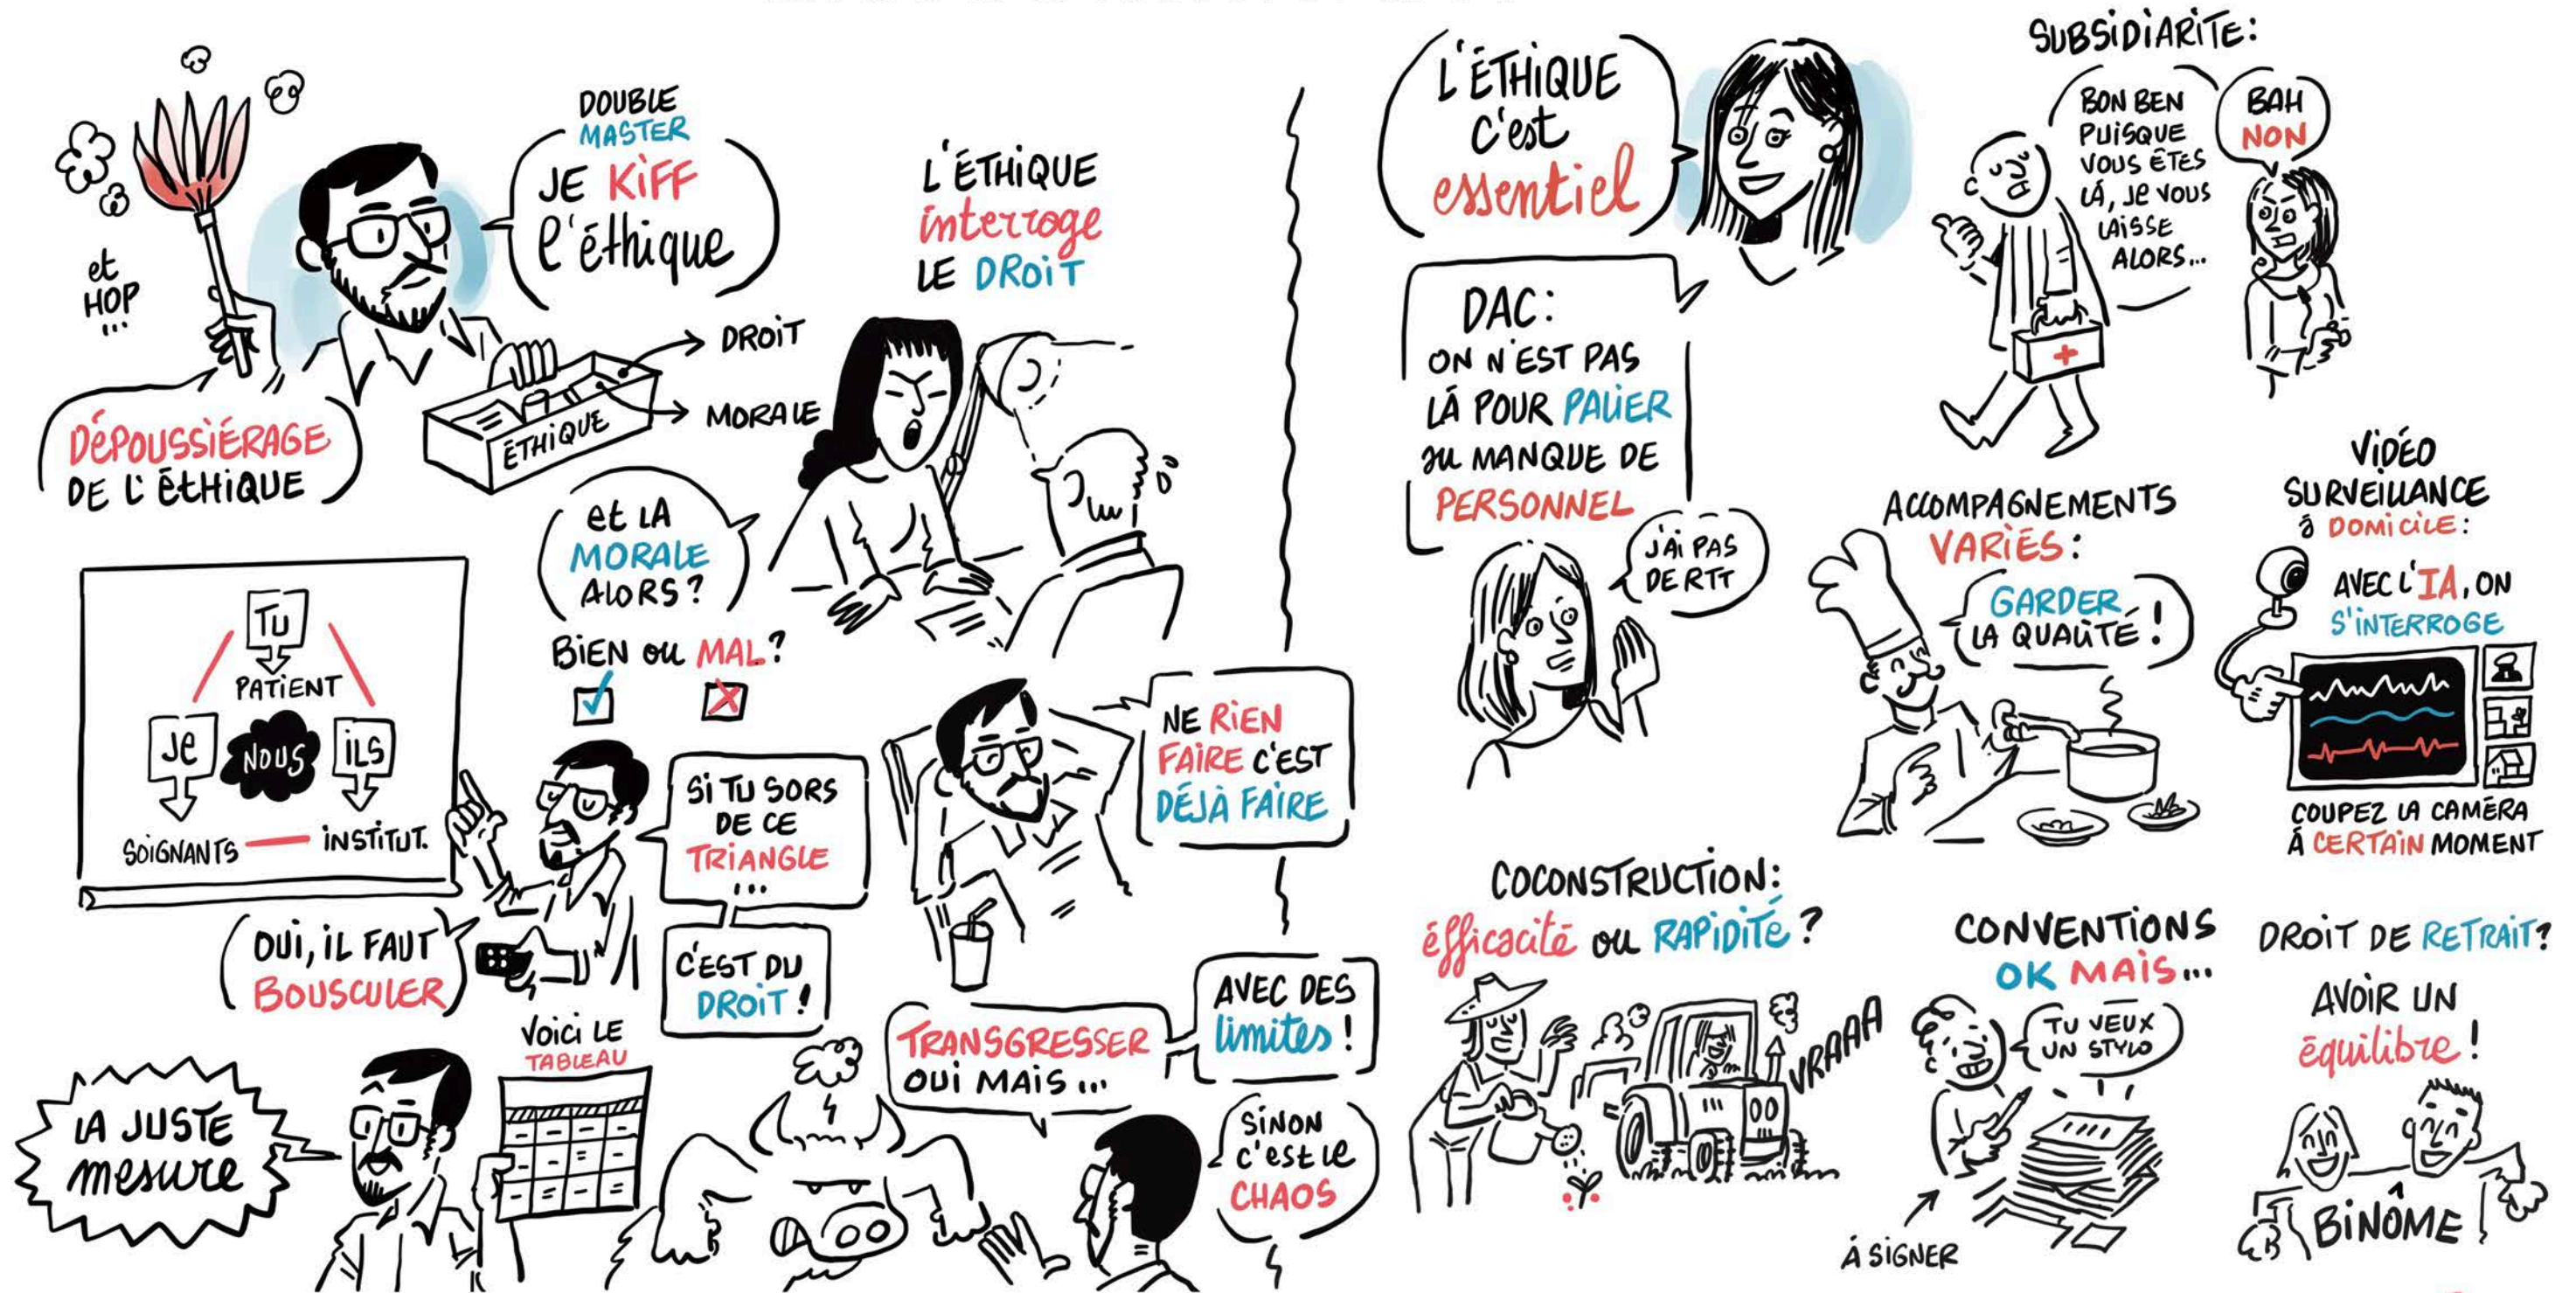 et
HOP
...
DOUBLE
MASTER
JE KiFF
l'éthique
DÉPOUSSIÉRAGE
DE L'ÉtHiQUE
DROiT
MORALE
ÉTHiQUE
L'ÉTHiQUE
interroge
LE DROiT
et LA
MORALE
ALORS?
BiEN ou MAL?
TU
PATiENT
Je
NOUS
iLS
SOiGNANTS
iNSTiTUT.
Si TU SORS
DE CE
TRiANGLE
...
C'EST DU
DROiT!
OUi, iL FAUT
BOUSCULER
NE RiEN
FAiRE C'EST
DÉJÀ FAiRE
LA JUSTE
mesure
VOiCi LE
TABLEAU
TRANSGRESSER
OUi MAiS...
AVEC DES
limites!
SiNON
c'est le
CHAOS
L'ÉTHiQUE
c'est
essentiel
DAC:
ON N'EST PAS
LÁ POUR PALiER
au MANQUE DE
PERSONNEL
J'Ai PAS
DE RTT
SUBSiDiARiTE:
BON BEN
PUiSQUE
VOUS ÊTES
LÁ, Je VOUS
LAiSSE
ALORS...
BAH
NON
ACCOMPAGNEMENTS
VARiÉS:
GARDER
LA QUALiTÉ!
ViDÉO
SURVEiLLANCE
à DOMiCiLE:
AVEC L'IA, ON
S'iNTERROGE
COUPEZ LA CAMÉRA
À CERTAiN MOMENT
COCONSTRUCTiON:
éfficacité ou RAPiDiTÉ?
VRAAA
CONVENTiONS
OK MAiS...
TU VEUX
UN STYLO
À SiGNER
DROiT DE RETRAiT?
AVOiR UN
équilibre!
BiNÔME